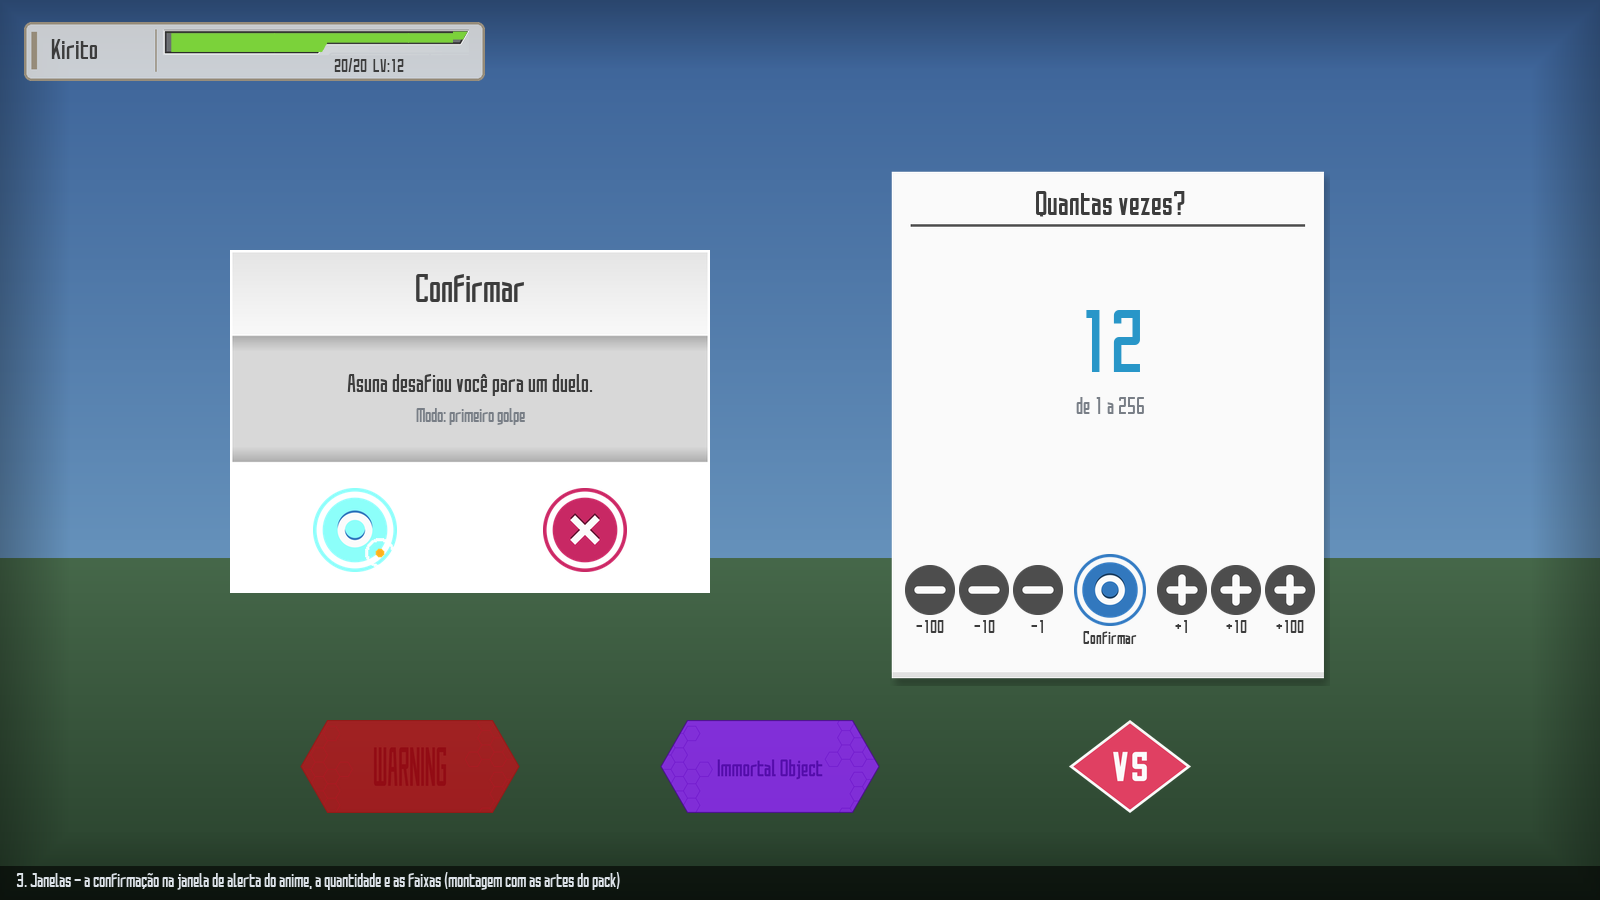 Kirito
20/20 LV:12
Quantas vezes?
12
de 1 a 256
-100 -10 -1 Confirmar +1 +10 +100
Confirmar
Asuna desafiou você para um duelo.
Modo: primeiro golpe
WARNING
Immortal Object
VS
3. Janelas – a confirmação na janela de alerta do anime, a quantidade e as faixas (montagem com as artes do pack)